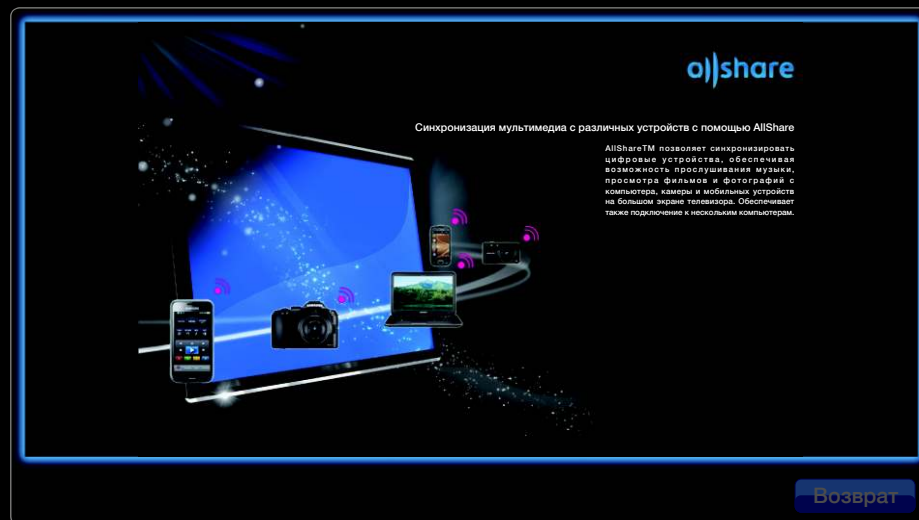 allshare
Синхронизация мультимедиа с различных устройств с помощью AllShare
AllShareTM позволяет синхронизировать
цифровые устройства, обеспечивая
возможность прослушивания музыки,
просмотра фильмов и фотографий с
компьютера, камеры и мобильных устройств
на большом экране телевизора. Обеспечивает
также подключение к нескольким компьютерам.
Возврат